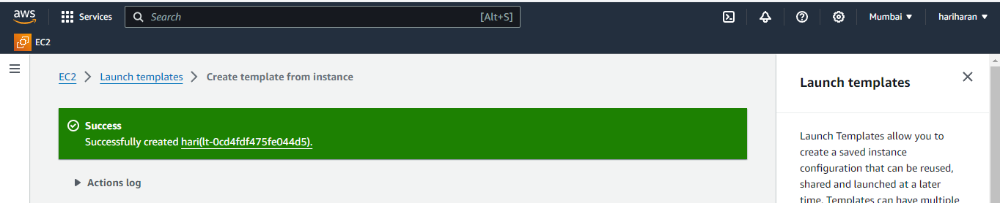 aws Services Search [Alt+S] Mumbai hariharan
EC2
EC2 Launch templates Create template from instance
Launch templates
Success
Successfully created hari(lt-0cd4fdf475fe044d5).
Actions log
Launch Templates allow you to
create a saved instance
configuration that can be reused,
shared and launched at a later
time. Templates can have multiple